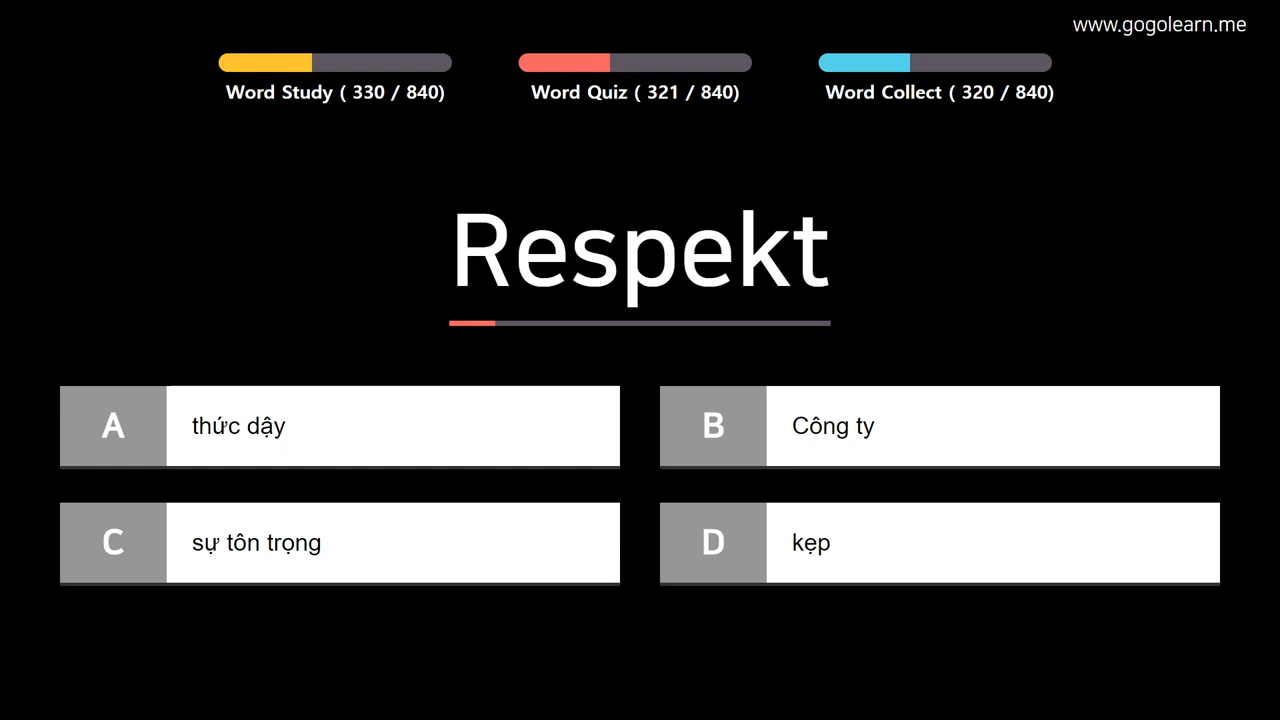 www.gogolearn.me
Word Study ( 330 / 840)
Word Quiz ( 321 / 840)
Word Collect ( 320 / 840)
Respekt
A thức dậy
B Công ty
C sự tôn trọng
D kẹp